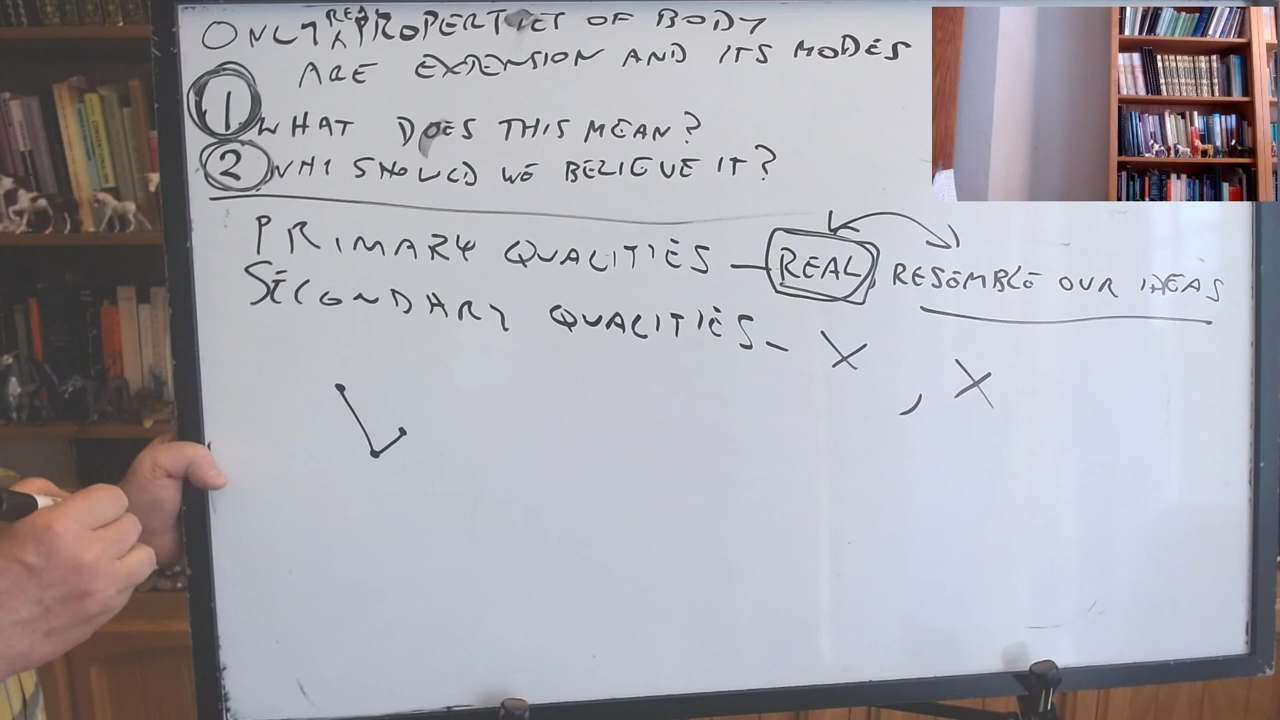 REAL
ONLY PROPERTIES OF BODY
ARE EXTENSION AND ITS MODES
1 WHAT DOES THIS MEAN?
2 WHY SHOULD WE BELIEVE IT?
PRIMARY QUALITIES — REAL, RESEMBLE OUR IDEAS
SECONDARY QUALITIES - X , X